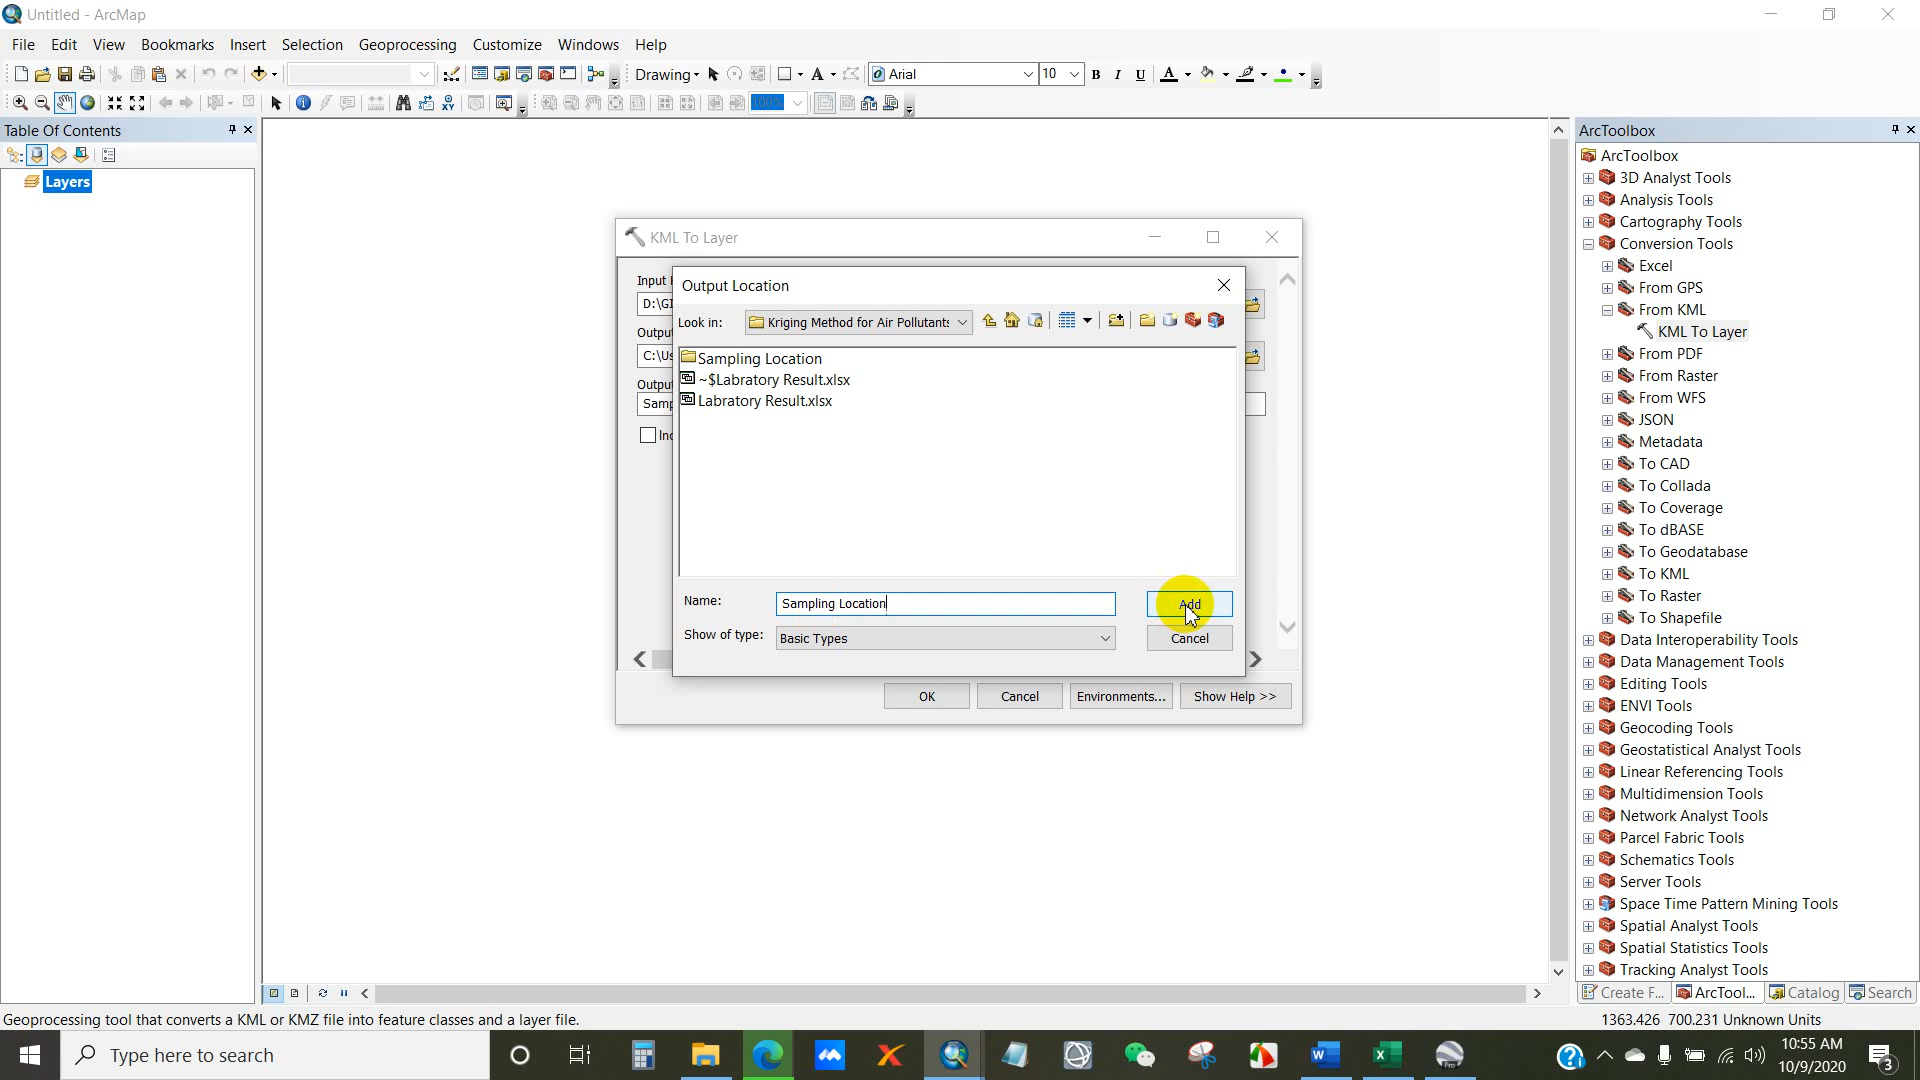 Untitled - ArcMap
File Edit View Bookmarks Insert Selection Geoprocessing Customize Windows Help
Drawing Arial 10 B I U A
100%
Table Of Contents
Layers
KML To Layer
Output Location
Look in: Kriging Method for Air Pollutants
Sampling Location
~$Labratory Result.xlsx
Labratory Result.xlsx
Name: Sampling Location Add
Show of type: Basic Types Cancel
Input
D:\GI
Output
C:\Us
Output
Samp
OK Cancel Environments... Show Help >>
ArcToolbox
ArcToolbox
3D Analyst Tools
Analysis Tools
Cartography Tools
Conversion Tools
Excel
From GPS
From KML
KML To Layer
From PDF
From Raster
From WFS
JSON
Metadata
To CAD
To Collada
To Coverage
To dBASE
To Geodatabase
To KML
To Raster
To Shapefile
Data Interoperability Tools
Data Management Tools
Editing Tools
ENVI Tools
Geocoding Tools
Geostatistical Analyst Tools
Linear Referencing Tools
Multidimension Tools
Network Analyst Tools
Parcel Fabric Tools
Schematics Tools
Server Tools
Space Time Pattern Mining Tools
Spatial Analyst Tools
Spatial Statistics Tools
Tracking Analyst Tools
Create F... ArcTool... Catalog Search
Geoprocessing tool that converts a KML or KMZ file into feature classes and a layer file.
1363.426 700.231 Unknown Units
Type here to search
10:55 AM
10/9/2020
3